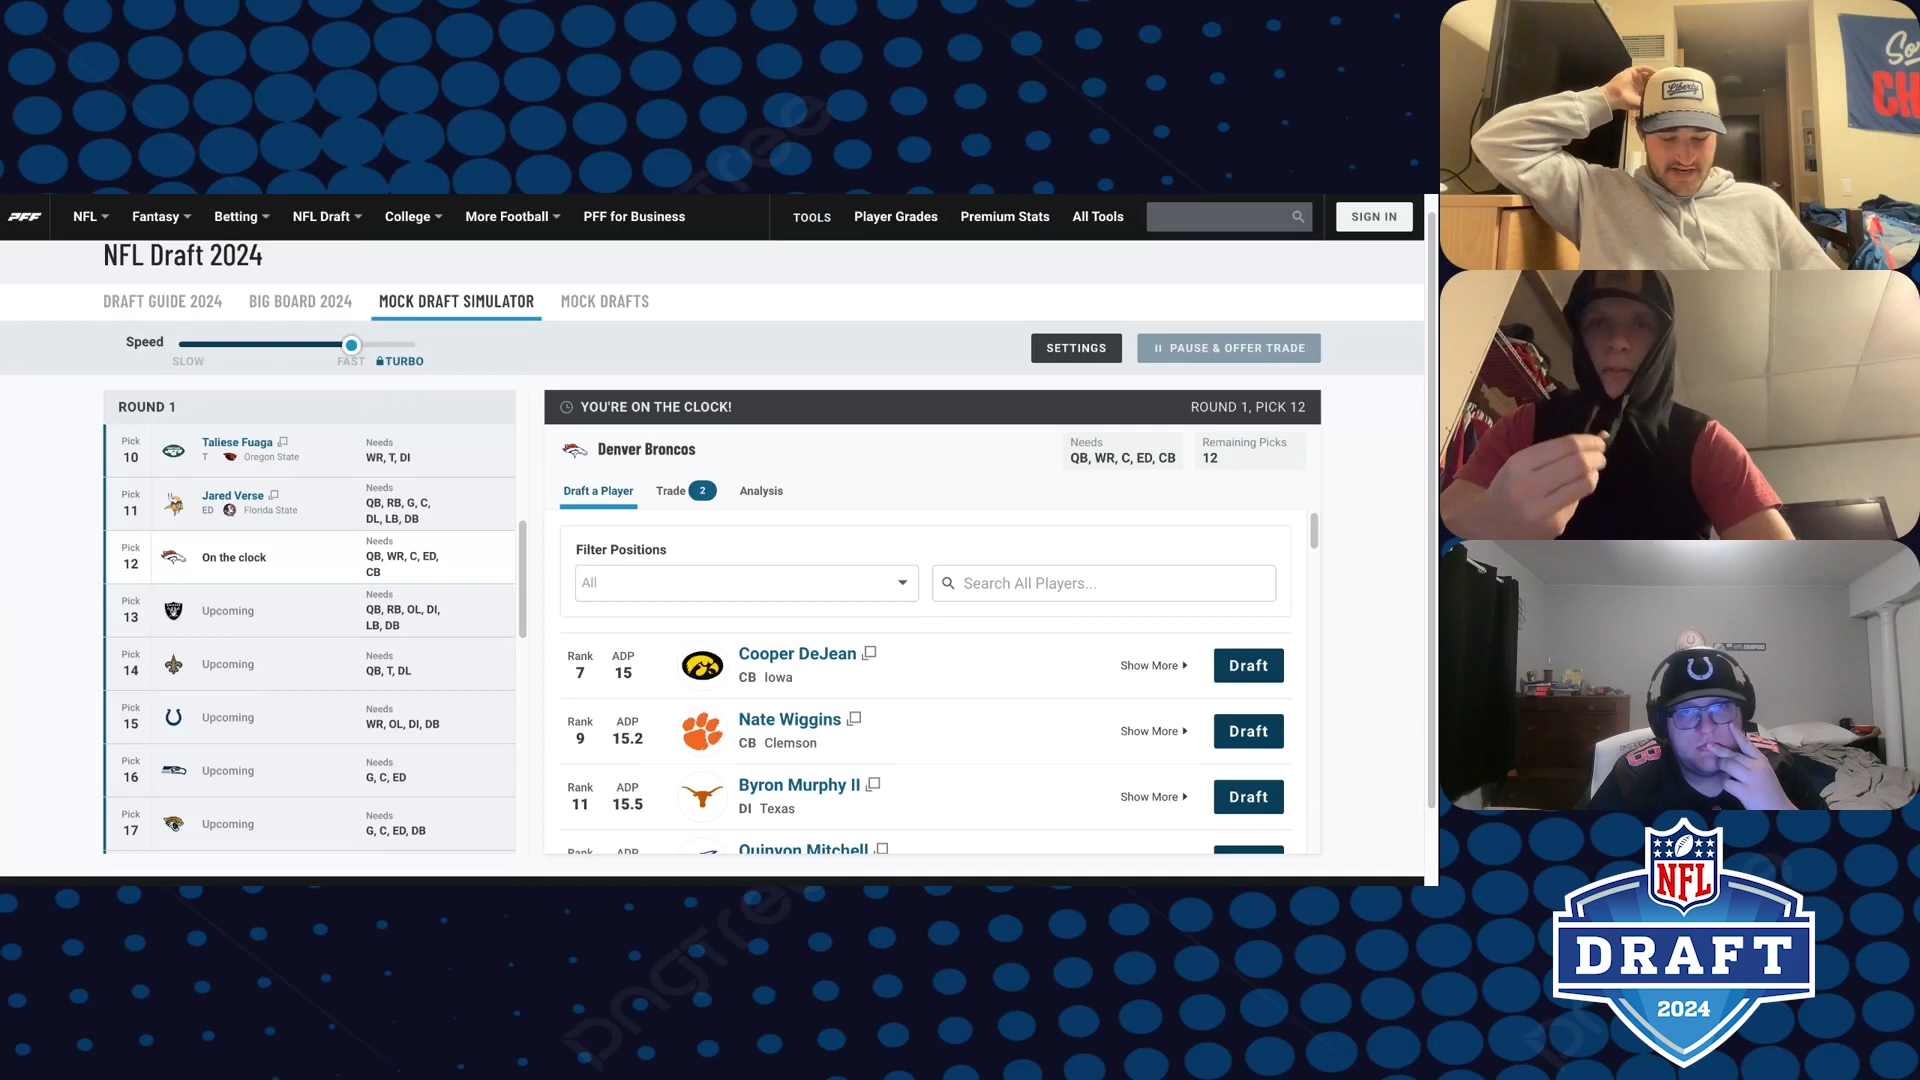 PFF
NFL
Fantasy
Betting
NFL Draft
College
More Football
PFF for Business
TOOLS
Player Grades
Premium Stats
All Tools
SIGN IN
NFL Draft 2024
DRAFT GUIDE 2024
BIG BOARD 2024
MOCK DRAFT SIMULATOR
MOCK DRAFTS
Speed
SLOW
FAST
TURBO
SETTINGS
PAUSE & OFFER TRADE
ROUND 1
Pick
10
Taliese Fuaga
T Oregon State
Needs
WR, T, DI
Pick
11
Jared Verse
ED Florida State
Needs
QB, RB, G, C,
DL, LB, DB
Pick
12
On the clock
Needs
QB, WR, C, ED,
CB
Pick
13
Upcoming
Needs
QB, RB, OL, DI,
LB, DB
Pick
14
Upcoming
Needs
QB, T, DL
Pick
15
Upcoming
Needs
WR, OL, DI, DB
Pick
16
Upcoming
Needs
G, C, ED
Pick
17
Upcoming
Needs
G, C, ED, DB
YOU'RE ON THE CLOCK!
ROUND 1, PICK 12
Denver Broncos
Needs
QB, WR, C, ED, CB
Remaining Picks
12
Draft a Player
Trade 2
Analysis
Filter Positions
All
Search All Players...
Rank
7
ADP
15
Cooper DeJean
CB Iowa
Show More
Draft
Rank
9
ADP
15.2
Nate Wiggins
CB Clemson
Show More
Draft
Rank
11
ADP
15.5
Byron Murphy II
DI Texas
Show More
Draft
Rank
ADP
Quinyon Mitchell
Liberty
NFL
DRAFT
2024
pngtree
pngtree